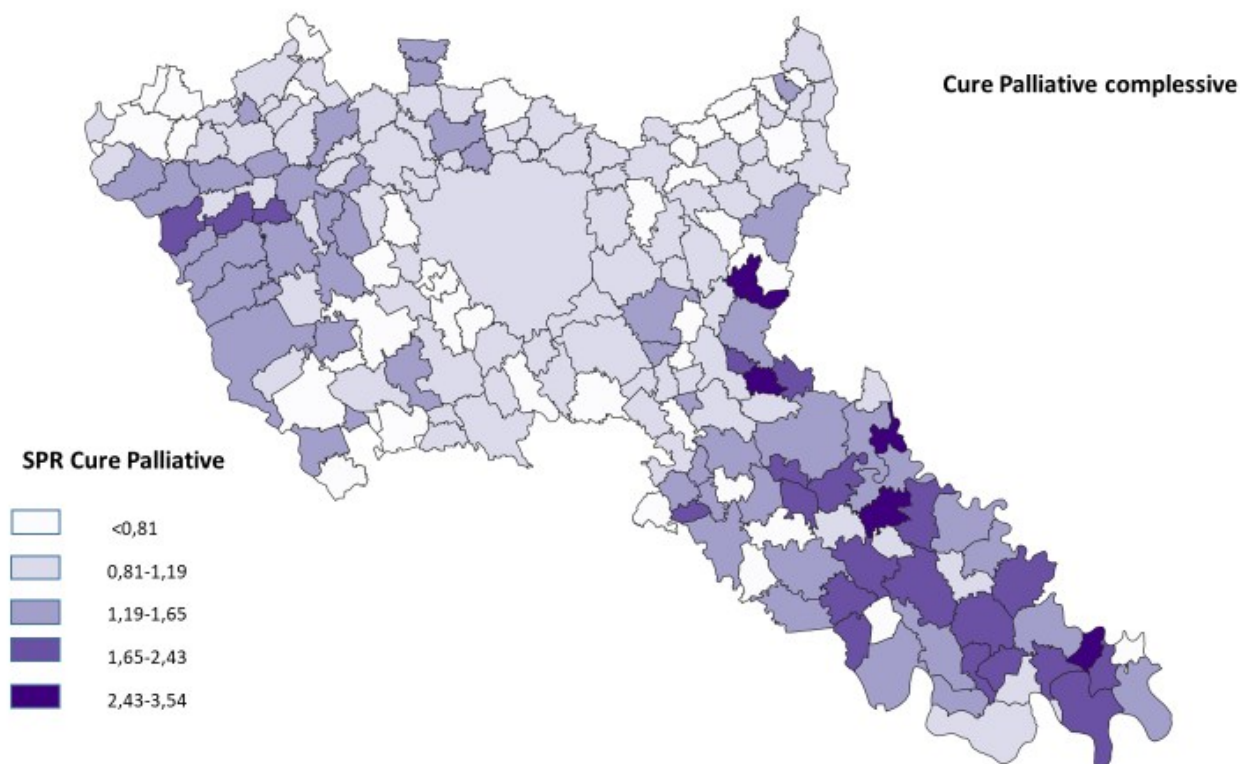 Cure Palliative complessive
SPR Cure Palliative
<0,81
0,81-1,19
1,19-1,65
1,65-2,43
2,43-3,54